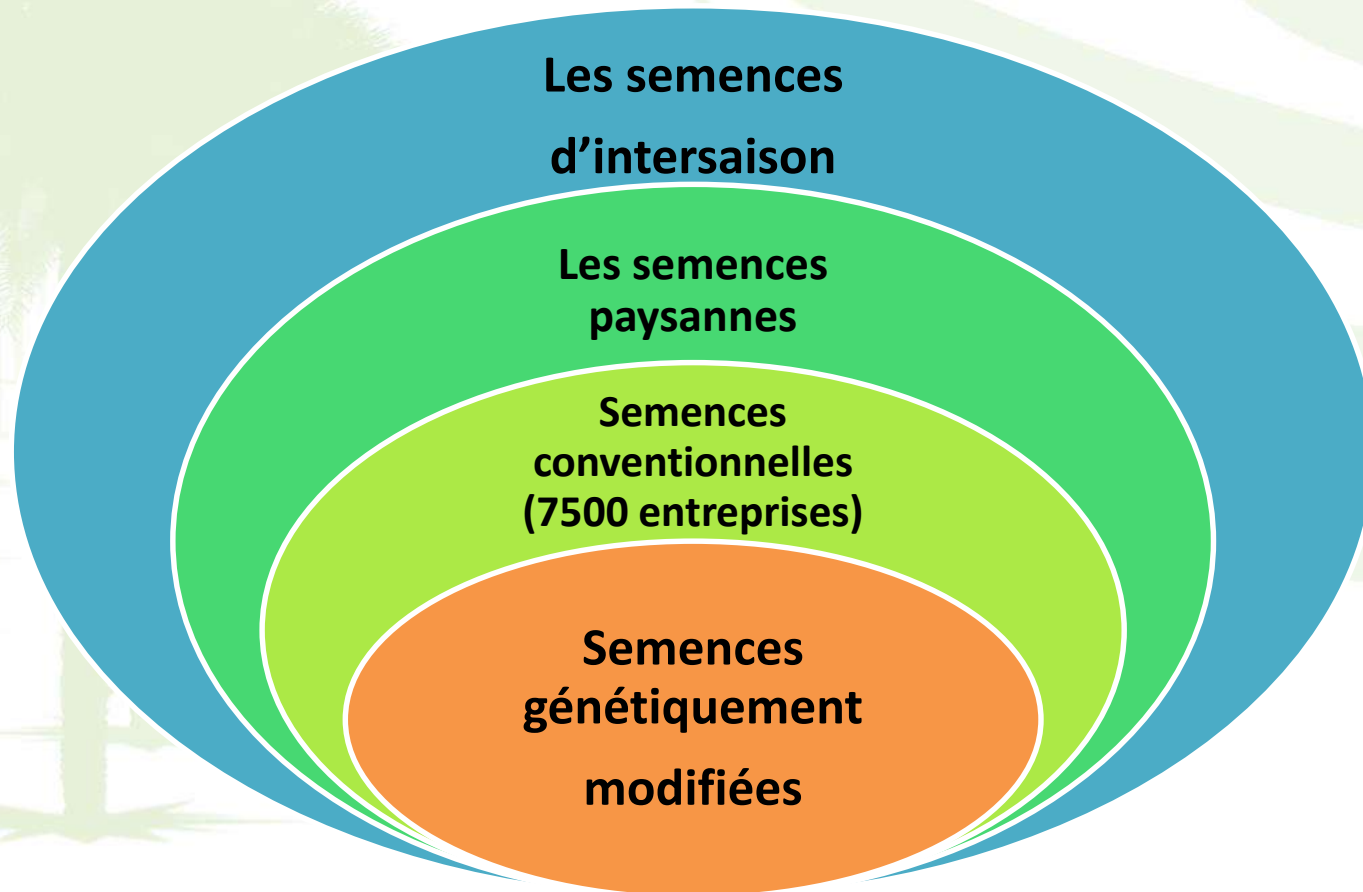 Les semences
d’intersaison
Les semences
paysannes
Semences
conventionnelles
(7500 entreprises)
Semences
génétiquement
modifiées